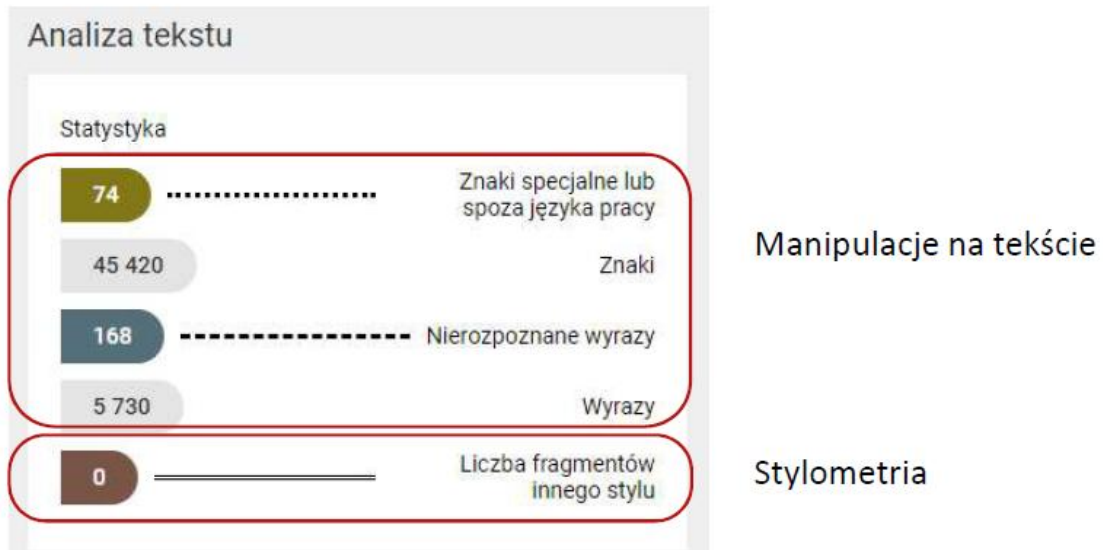 Analiza tekstu
Statystyka
74
Znaki specjalne lub
spoza języka pracy
45 420
Znaki
Manipulacje na tekście
168
Nierozpoznane wyrazy
5 730
Wyrazy
0
Liczba fragmentów
innego stylu
Stylometria